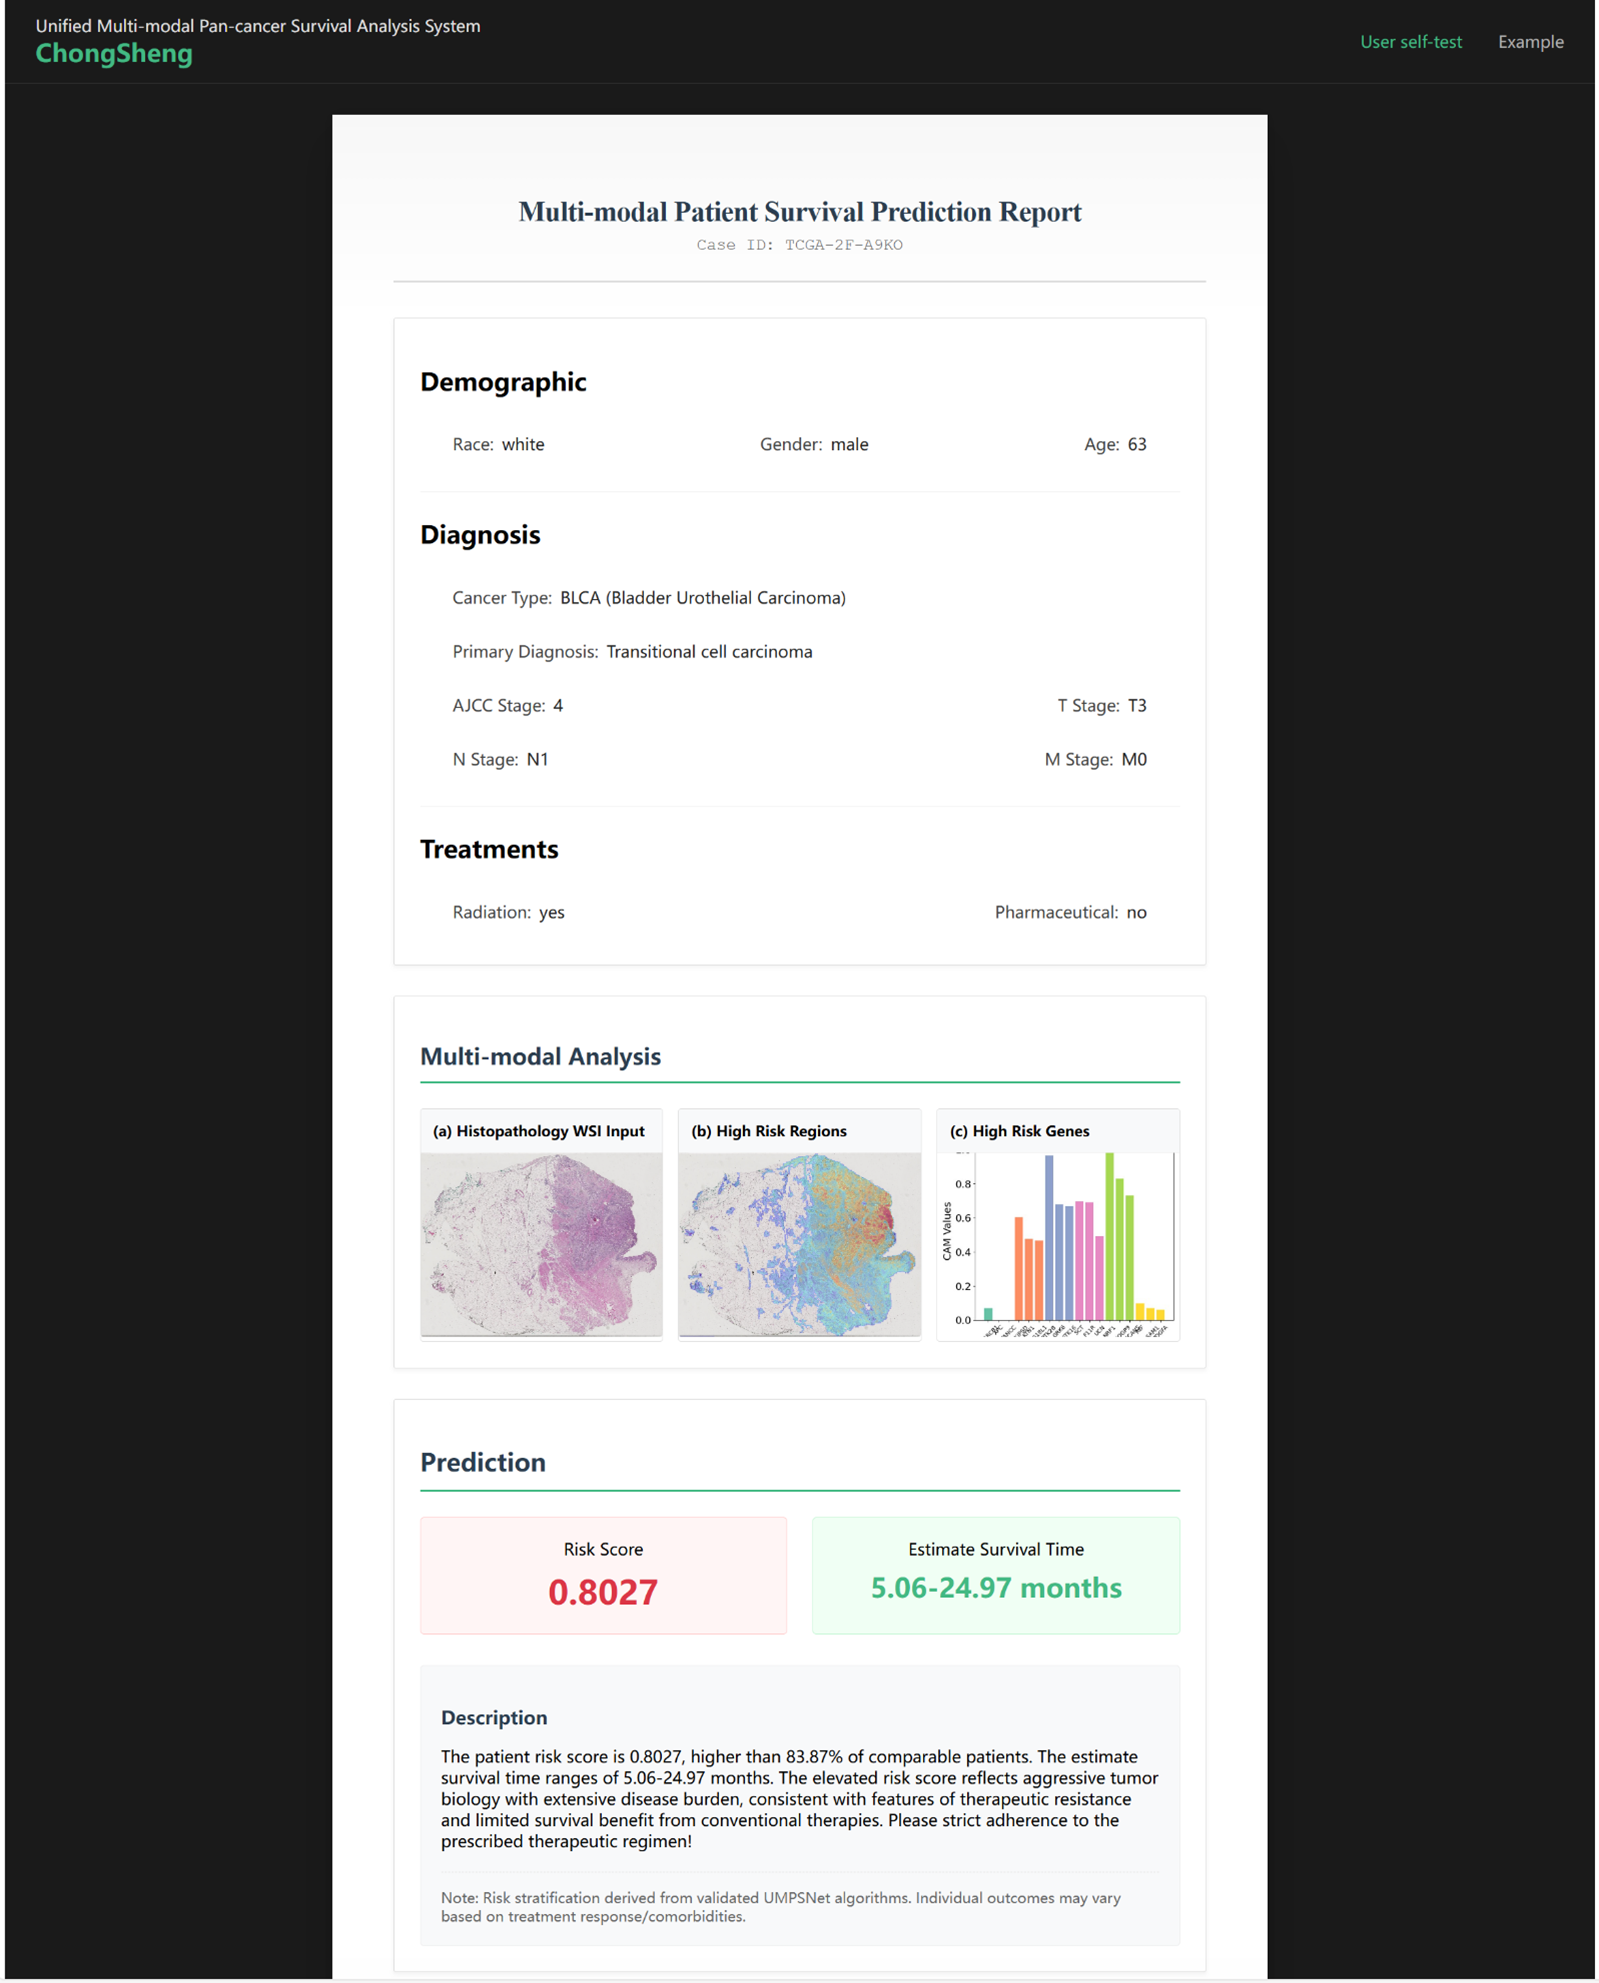 Unified Multi-modal Pan-cancer Survival Analysis System
ChongSheng
User self-test
Example
Multi-modal Patient Survival Prediction Report
Case ID: TCGA-2F-A9KO
Demographic
Race: white
Gender: male
Age: 63
Diagnosis
Cancer Type: BLCA (Bladder Urothelial Carcinoma)
Primary Diagnosis: Transitional cell carcinoma
AJCC Stage: 4
T Stage: T3
N Stage: N1
M Stage: M0
Treatments
Radiation: yes
Pharmaceutical: no
Multi-modal Analysis
(a) Histopathology WSI Input
(b) High Risk Regions
(c) High Risk Genes
CAM Values
0.8
0.6
0.4
0.2
0.0
SCT
F11R
UCN
Prediction
Risk Score
0.8027
Estimate Survival Time
5.06-24.97 months
Description
The patient risk score is 0.8027, higher than 83.87% of comparable patients. The estimate
survival time ranges of 5.06-24.97 months. The elevated risk score reflects aggressive tumor
biology with extensive disease burden, consistent with features of therapeutic resistance
and limited survival benefit from conventional therapies. Please strict adherence to the
prescribed therapeutic regimen!
Note: Risk stratification derived from validated UMPSNet algorithms. Individual outcomes may vary
based on treatment response/comorbidities.